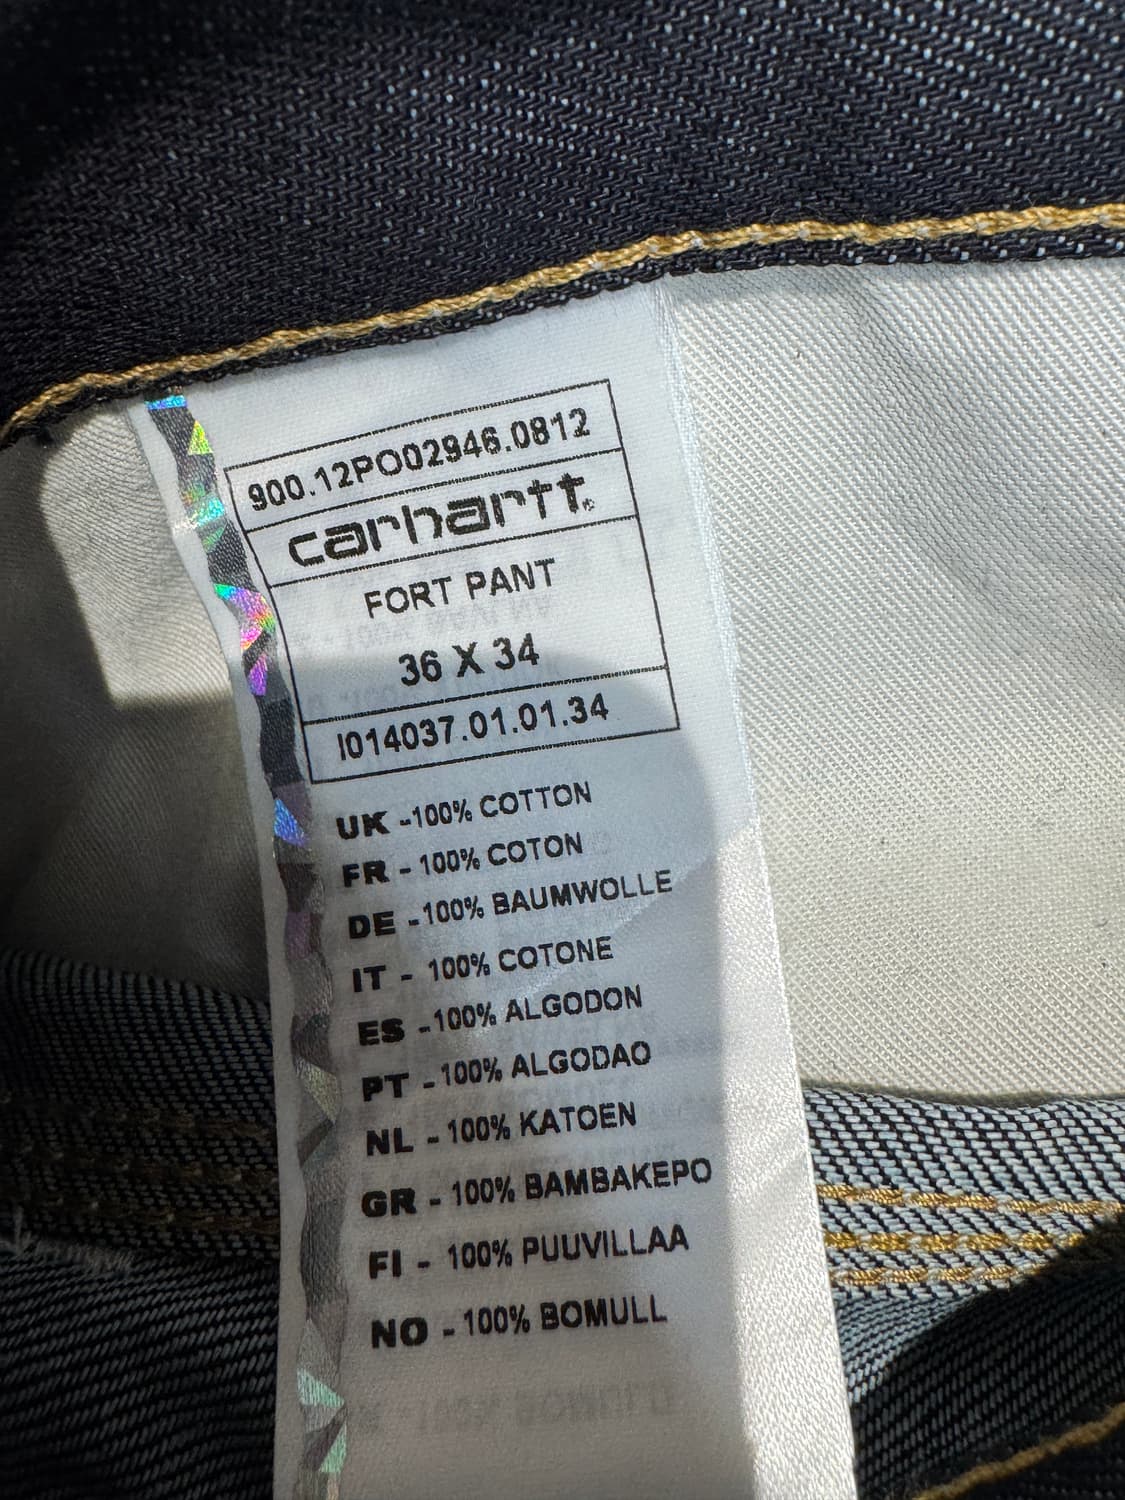 900.12PO02946.0812
carhartt®
FORT PANT
36 X 34
I014037.01.01.34
UK -100% COTTON
FR - 100% COTON
DE -100% BAUMWOLLE
IT - 100% COTONE
ES -100% ALGODON
PT -100% ALGODAO
NL - 100% KATOEN
GR - 100% BAMBAKEPO
FI - 100% PUUVILLAA
NO - 100% BOMULL